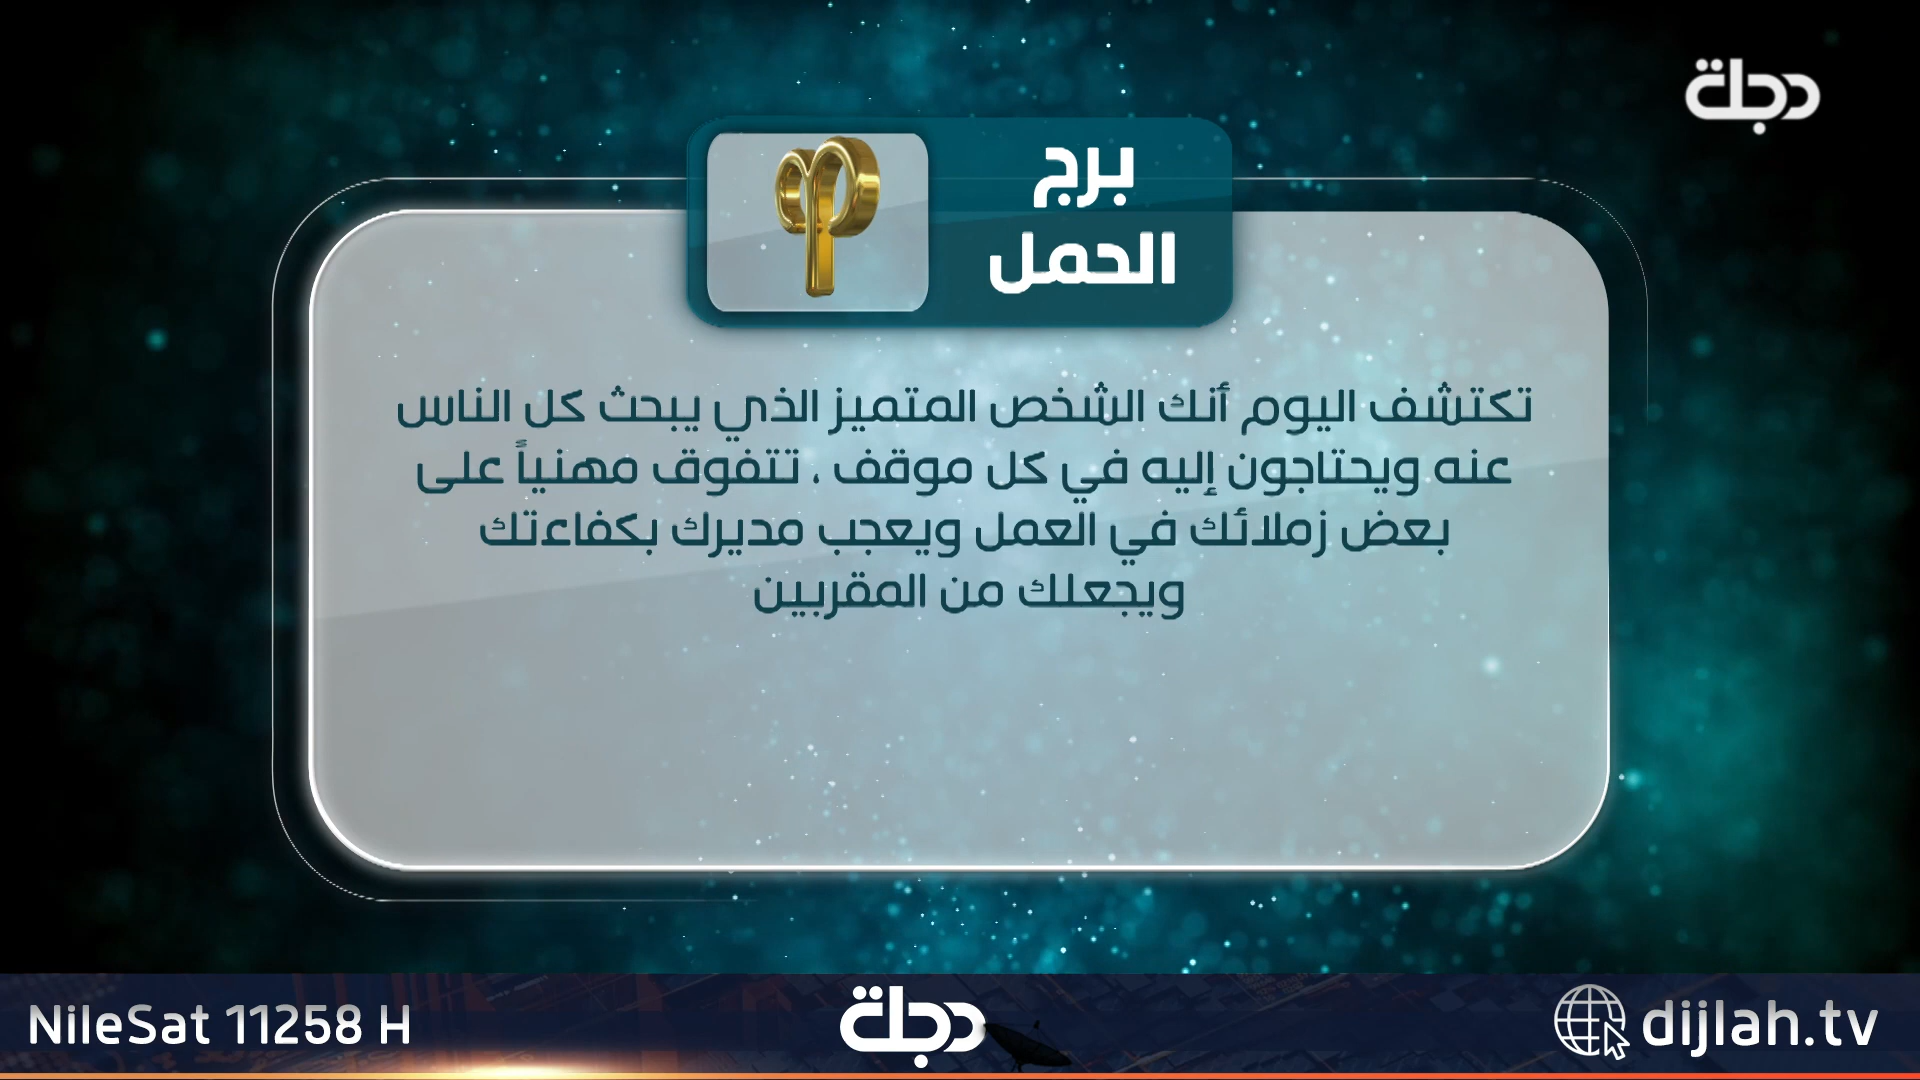 دجلة
برج
الحمل
تكتشف اليوم أنك الشخص المتميز الذي يبحث كل الناس
عنه ويحتاجون إليه في كل موقف ، تتفوق مهنياً على
بعض زملائك في العمل ويعجب مديرك بكفاءتك
ويجعلك من المقربين
NileSat 11258 H
دجلة
dijlah.tv